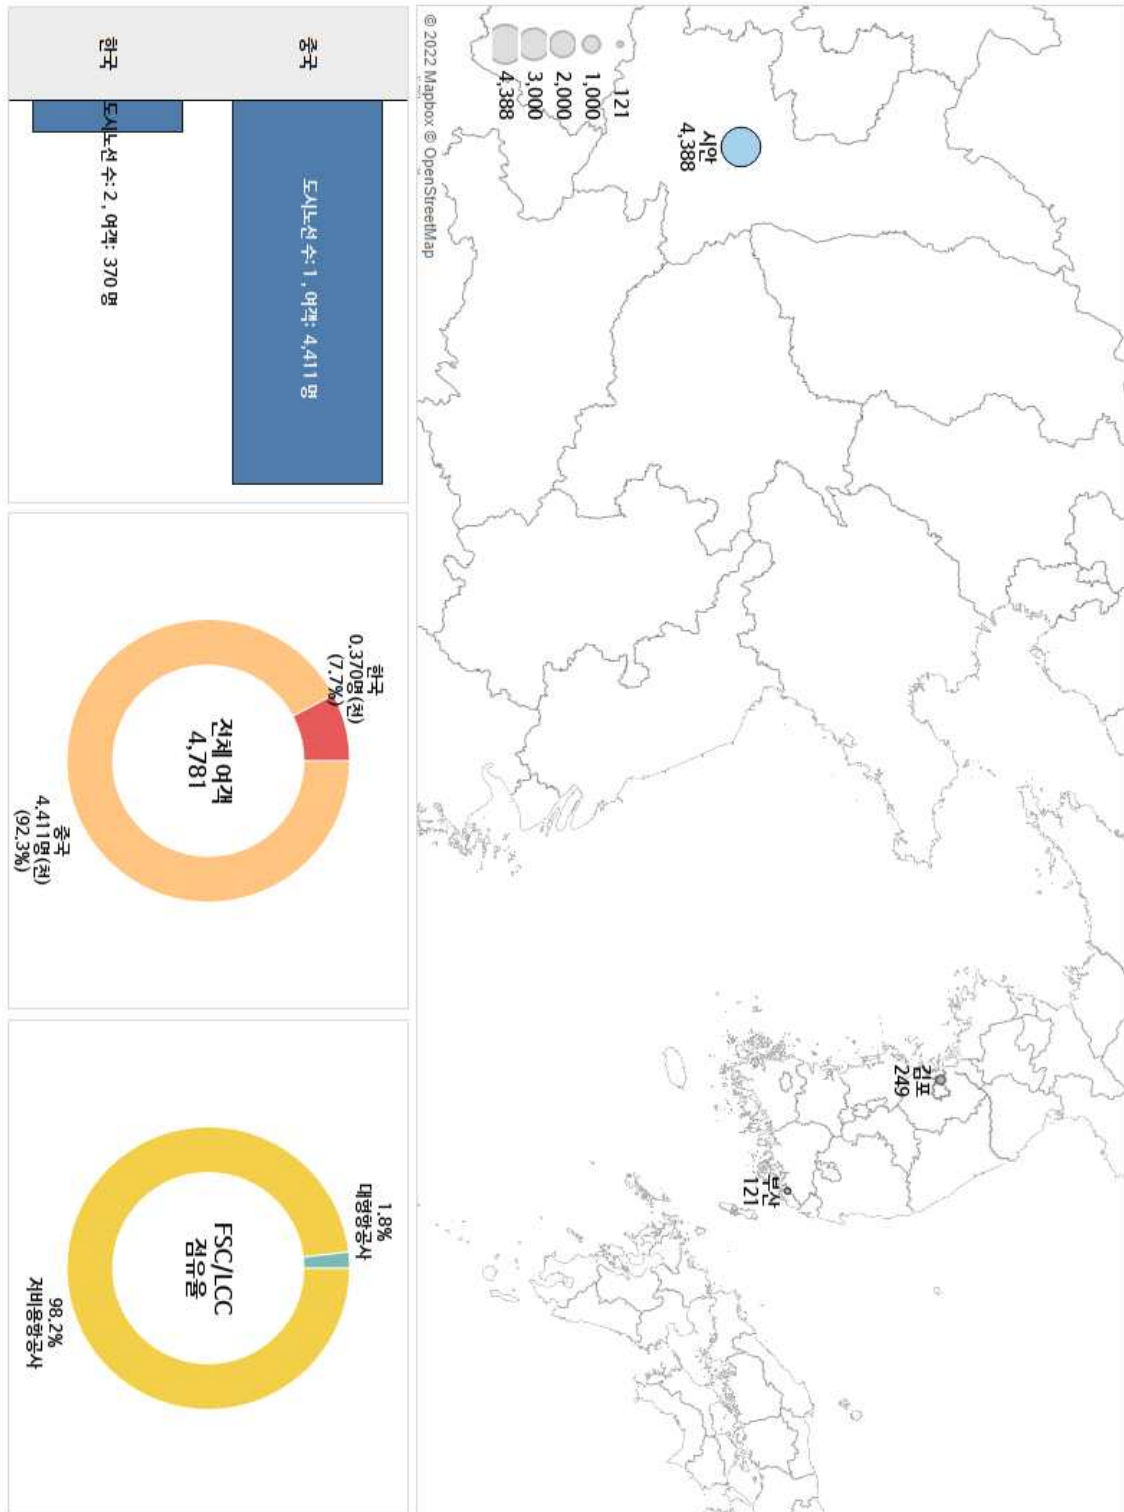 시안
4,388
김포
249
부산
121
121
1,000
2,000
3,000
4,388
© 2022 Mapbox © OpenStreetMap
중국
도시노선 수: 1 , 여객: 4,411 명
한국
도시노선 수: 2 , 여객: 370 명
한국
0.370명(천)
(7.7%)
전체 여객
4,781
중국
4.411명(천)
(92.3%)
1.8%
대형항공사
FSC/LCC
점유율
98.2%
저비용항공사